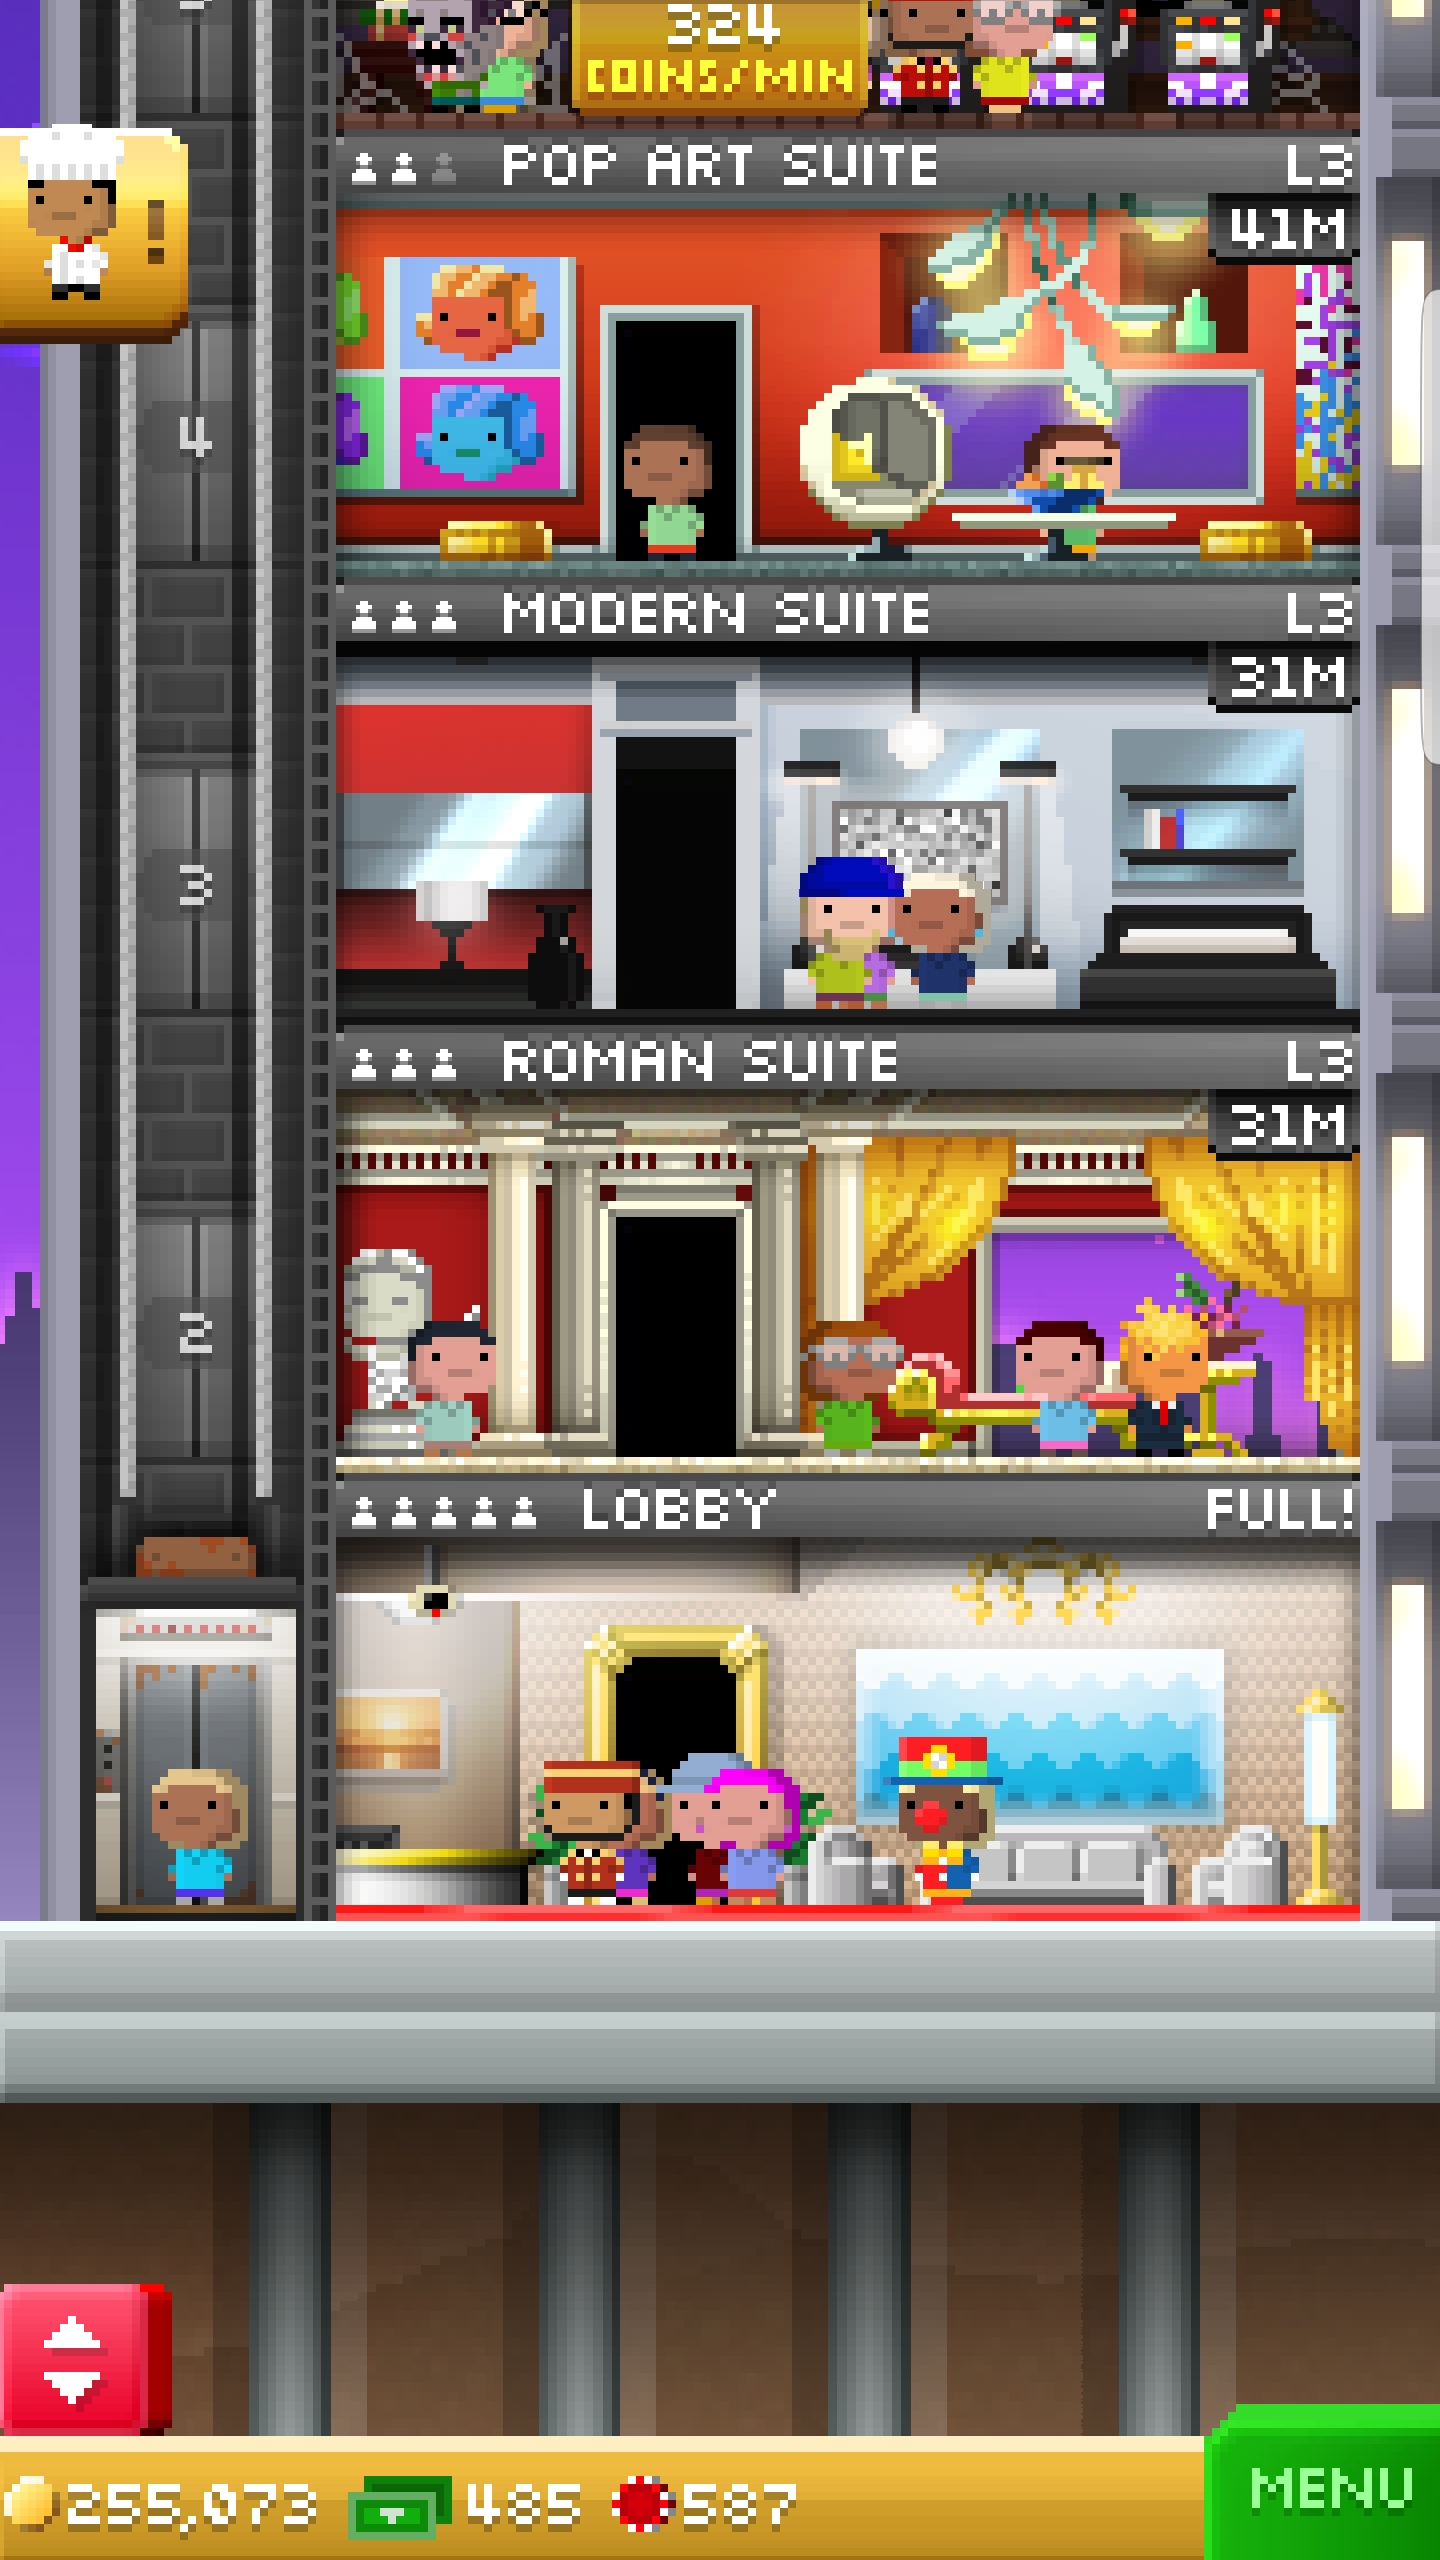 324
COINS/MIN
POP ART SUITE L3
41M
!
4
MODERN SUITE L3
31M
3
ROMAN SUITE L3
31M
2
LOBBY FULL!
255,073 485 587
MENU